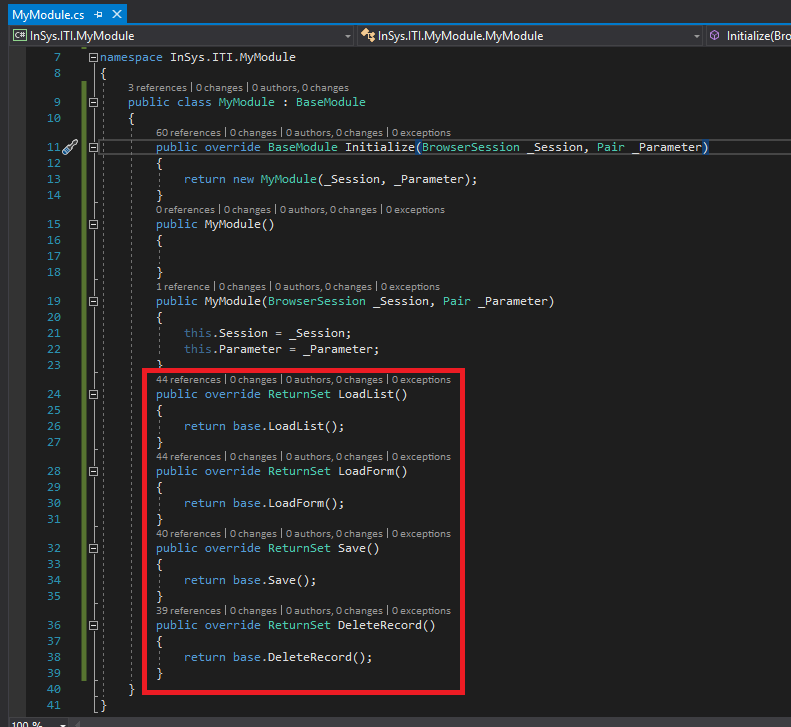 MyModule.cs
C# InSys.ITI.MyModule InSys.ITI.MyModule.MyModule Initialize(Bro
7 namespace InSys.ITI.MyModule
8 {
3 references | 0 changes | 0 authors, 0 changes
9 public class MyModule : BaseModule
10 {
60 references | 0 changes | 0 authors, 0 changes | 0 exceptions
11 public override BaseModule Initialize(BrowserSession _Session, Pair _Parameter)
12 {
13 return new MyModule(_Session, _Parameter);
14 }
0 references | 0 changes | 0 authors, 0 changes | 0 exceptions
15 public MyModule()
16 {
17
18 }
1 reference | 0 changes | 0 authors, 0 changes | 0 exceptions
19 public MyModule(BrowserSession _Session, Pair _Parameter)
20 {
21 this.Session = _Session;
22 this.Parameter = _Parameter;
23 }
44 references | 0 changes | 0 authors, 0 changes | 0 exceptions
24 public override ReturnSet LoadList()
25 {
26 return base.LoadList();
27 }
44 references | 0 changes | 0 authors, 0 changes | 0 exceptions
28 public override ReturnSet LoadForm()
29 {
30 return base.LoadForm();
31 }
40 references | 0 changes | 0 authors, 0 changes | 0 exceptions
32 public override ReturnSet Save()
33 {
34 return base.Save();
35 }
39 references | 0 changes | 0 authors, 0 changes | 0 exceptions
36 public override ReturnSet DeleteRecord()
37 {
38 return base.DeleteRecord();
39 }
40 }
41 }
100 %